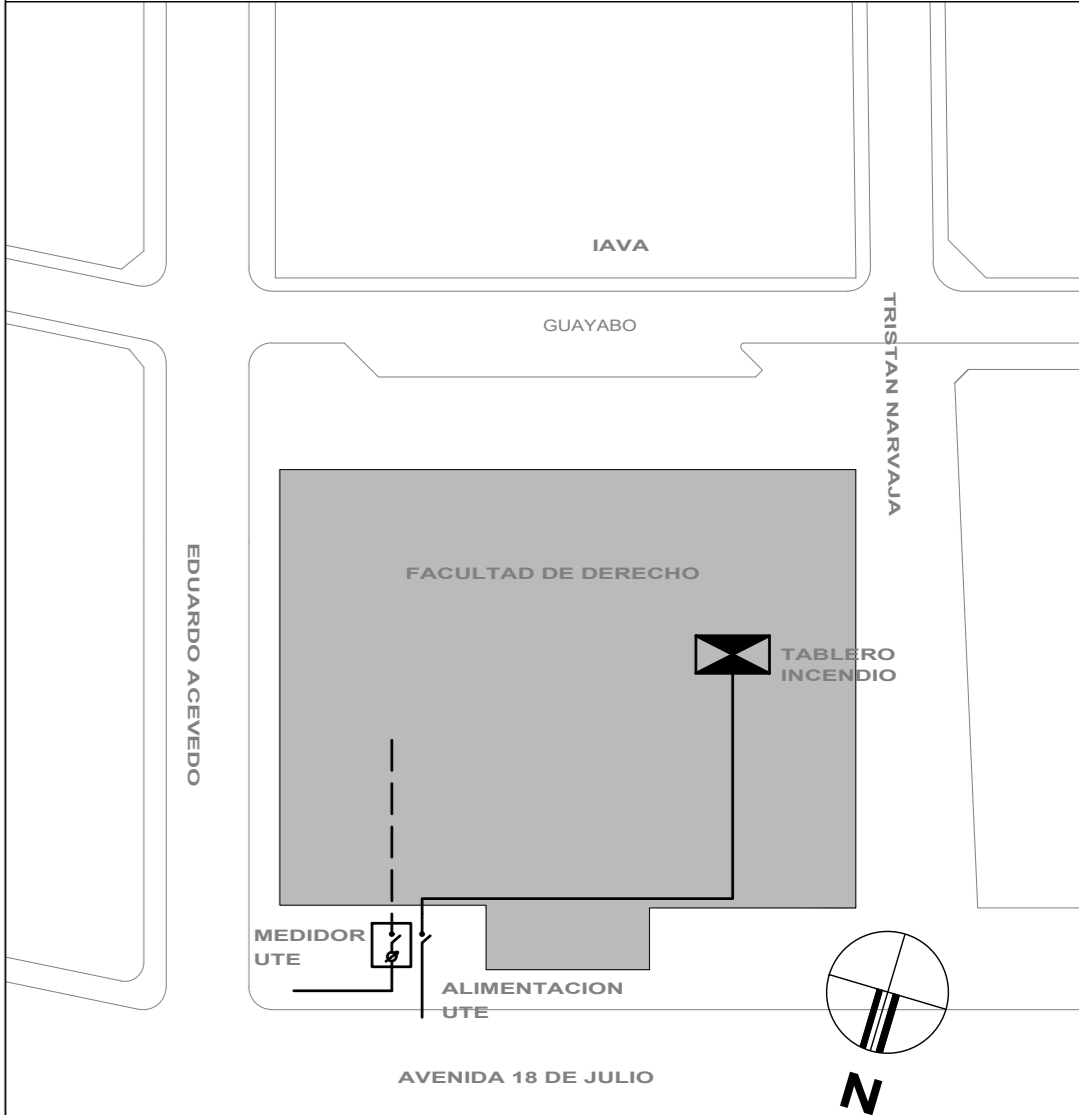 IAVA
GUAYABO
TRISTAN NARVAJA
FACULTAD DE DERECHO
EDUARDO ACEVEDO
TABLERO
INCENDIO
MEDIDOR
UTE
ALIMENTACION
UTE
AVENIDA 18 DE JULIO
N